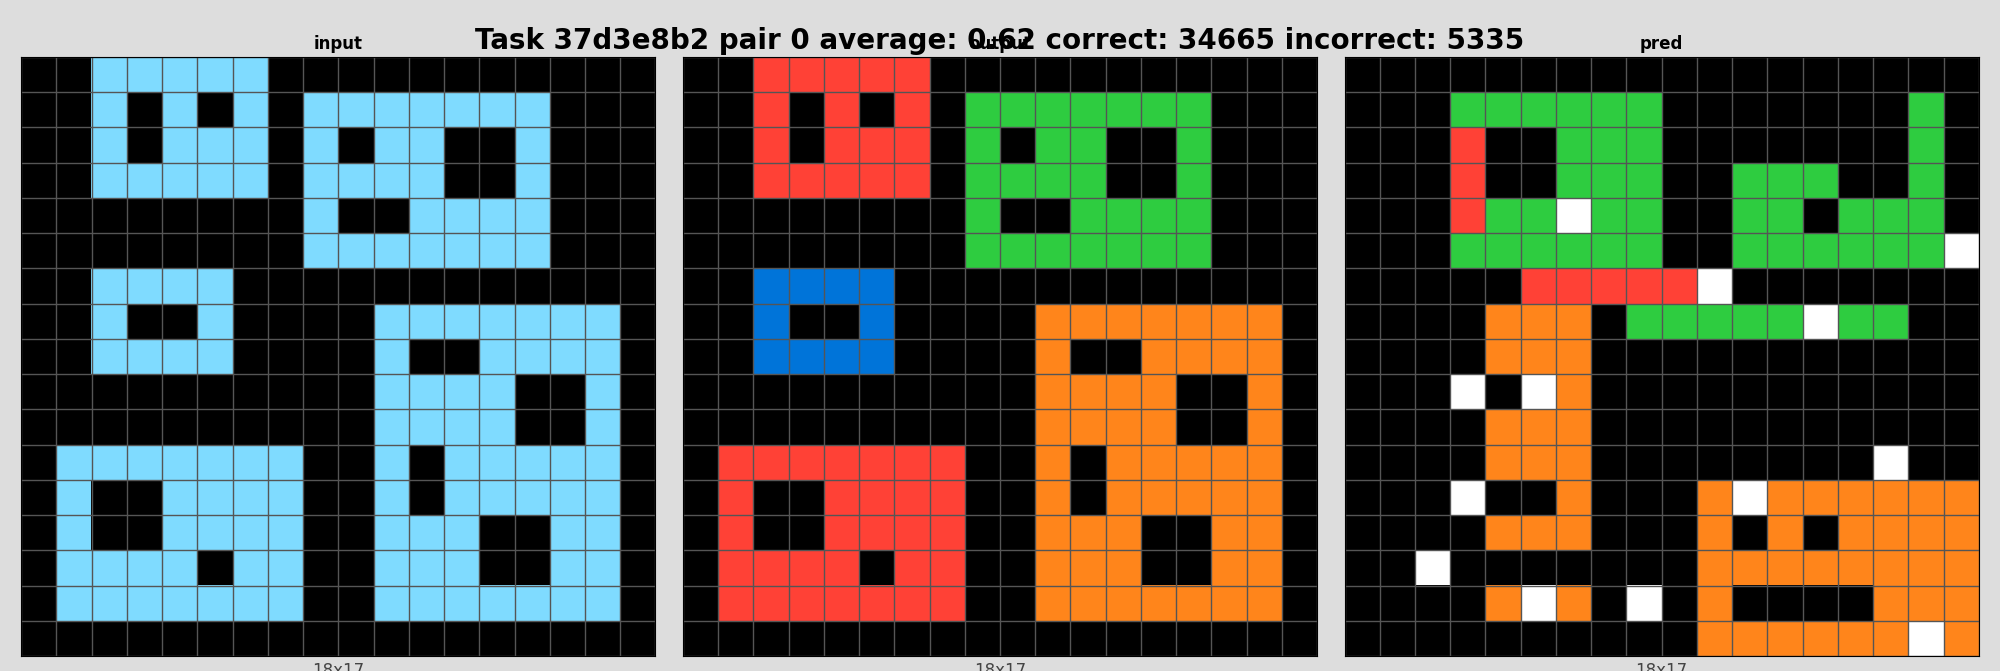 Task 37d3e8b2 pair 0 average: 0.62 correct: 34665 incorrect: 5335
input output pred
18x17 18x17 18x17